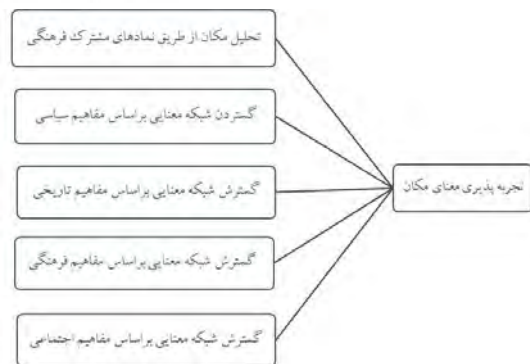 تحلیل مکان از طریق نمادهای مشترک فرهنگی
گستردن شبکه معنایی براساس مفاهیم سیاسی
تجربه پذیری معنای مکان
گسترش شبکه معنایی براساس مفاهیم تاریخی
گسترش شبکه معنایی براساس مفاهیم فرهنگی
گسترش شبکه معنایی براساس مفاهیم اجتماعی